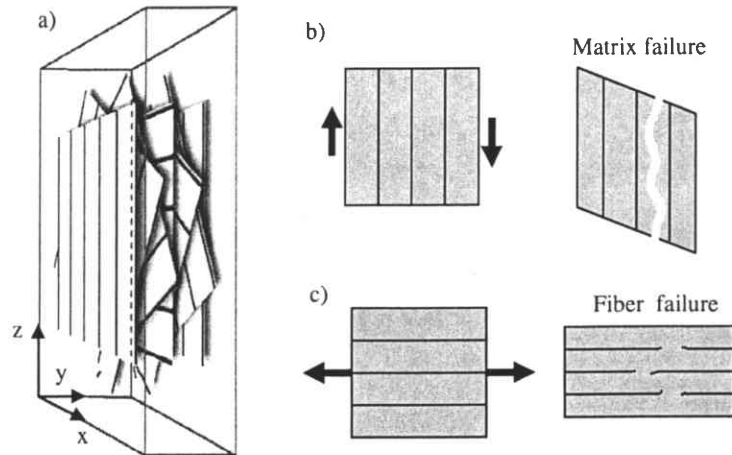 a)
z
y
x
b)
Matrix failure
c)
Fiber failure